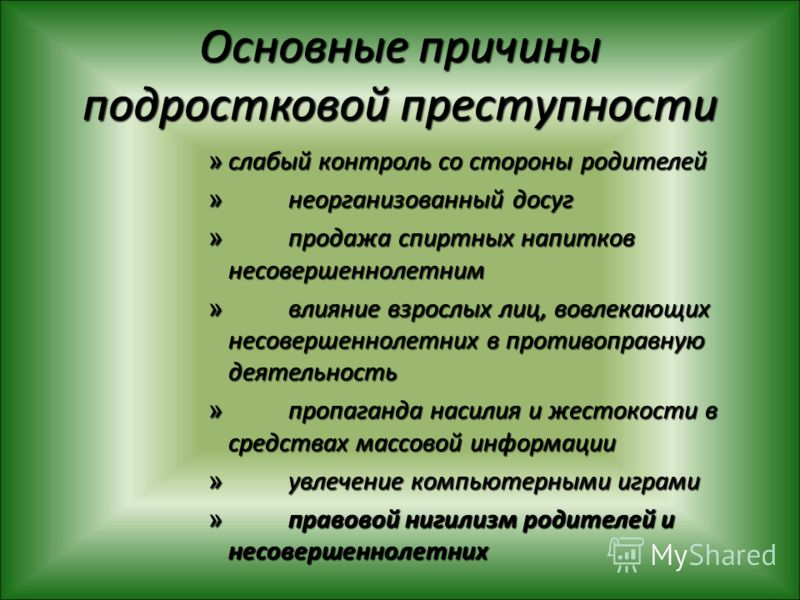 Основные причины
подростковой преступности
» слабый контроль со стороны родителей
» неорганизованный досуг
» продажа спиртных напитков
несовершеннолетним
» влияние взрослых лиц, вовлекающих
несовершеннолетних в противоправную
деятельность
» пропаганда насилия и жестокости в
средствах массовой информации
» увлечение компьютерными играми
» правовой нигилизм родителей и
несовершеннолетних
MyShared